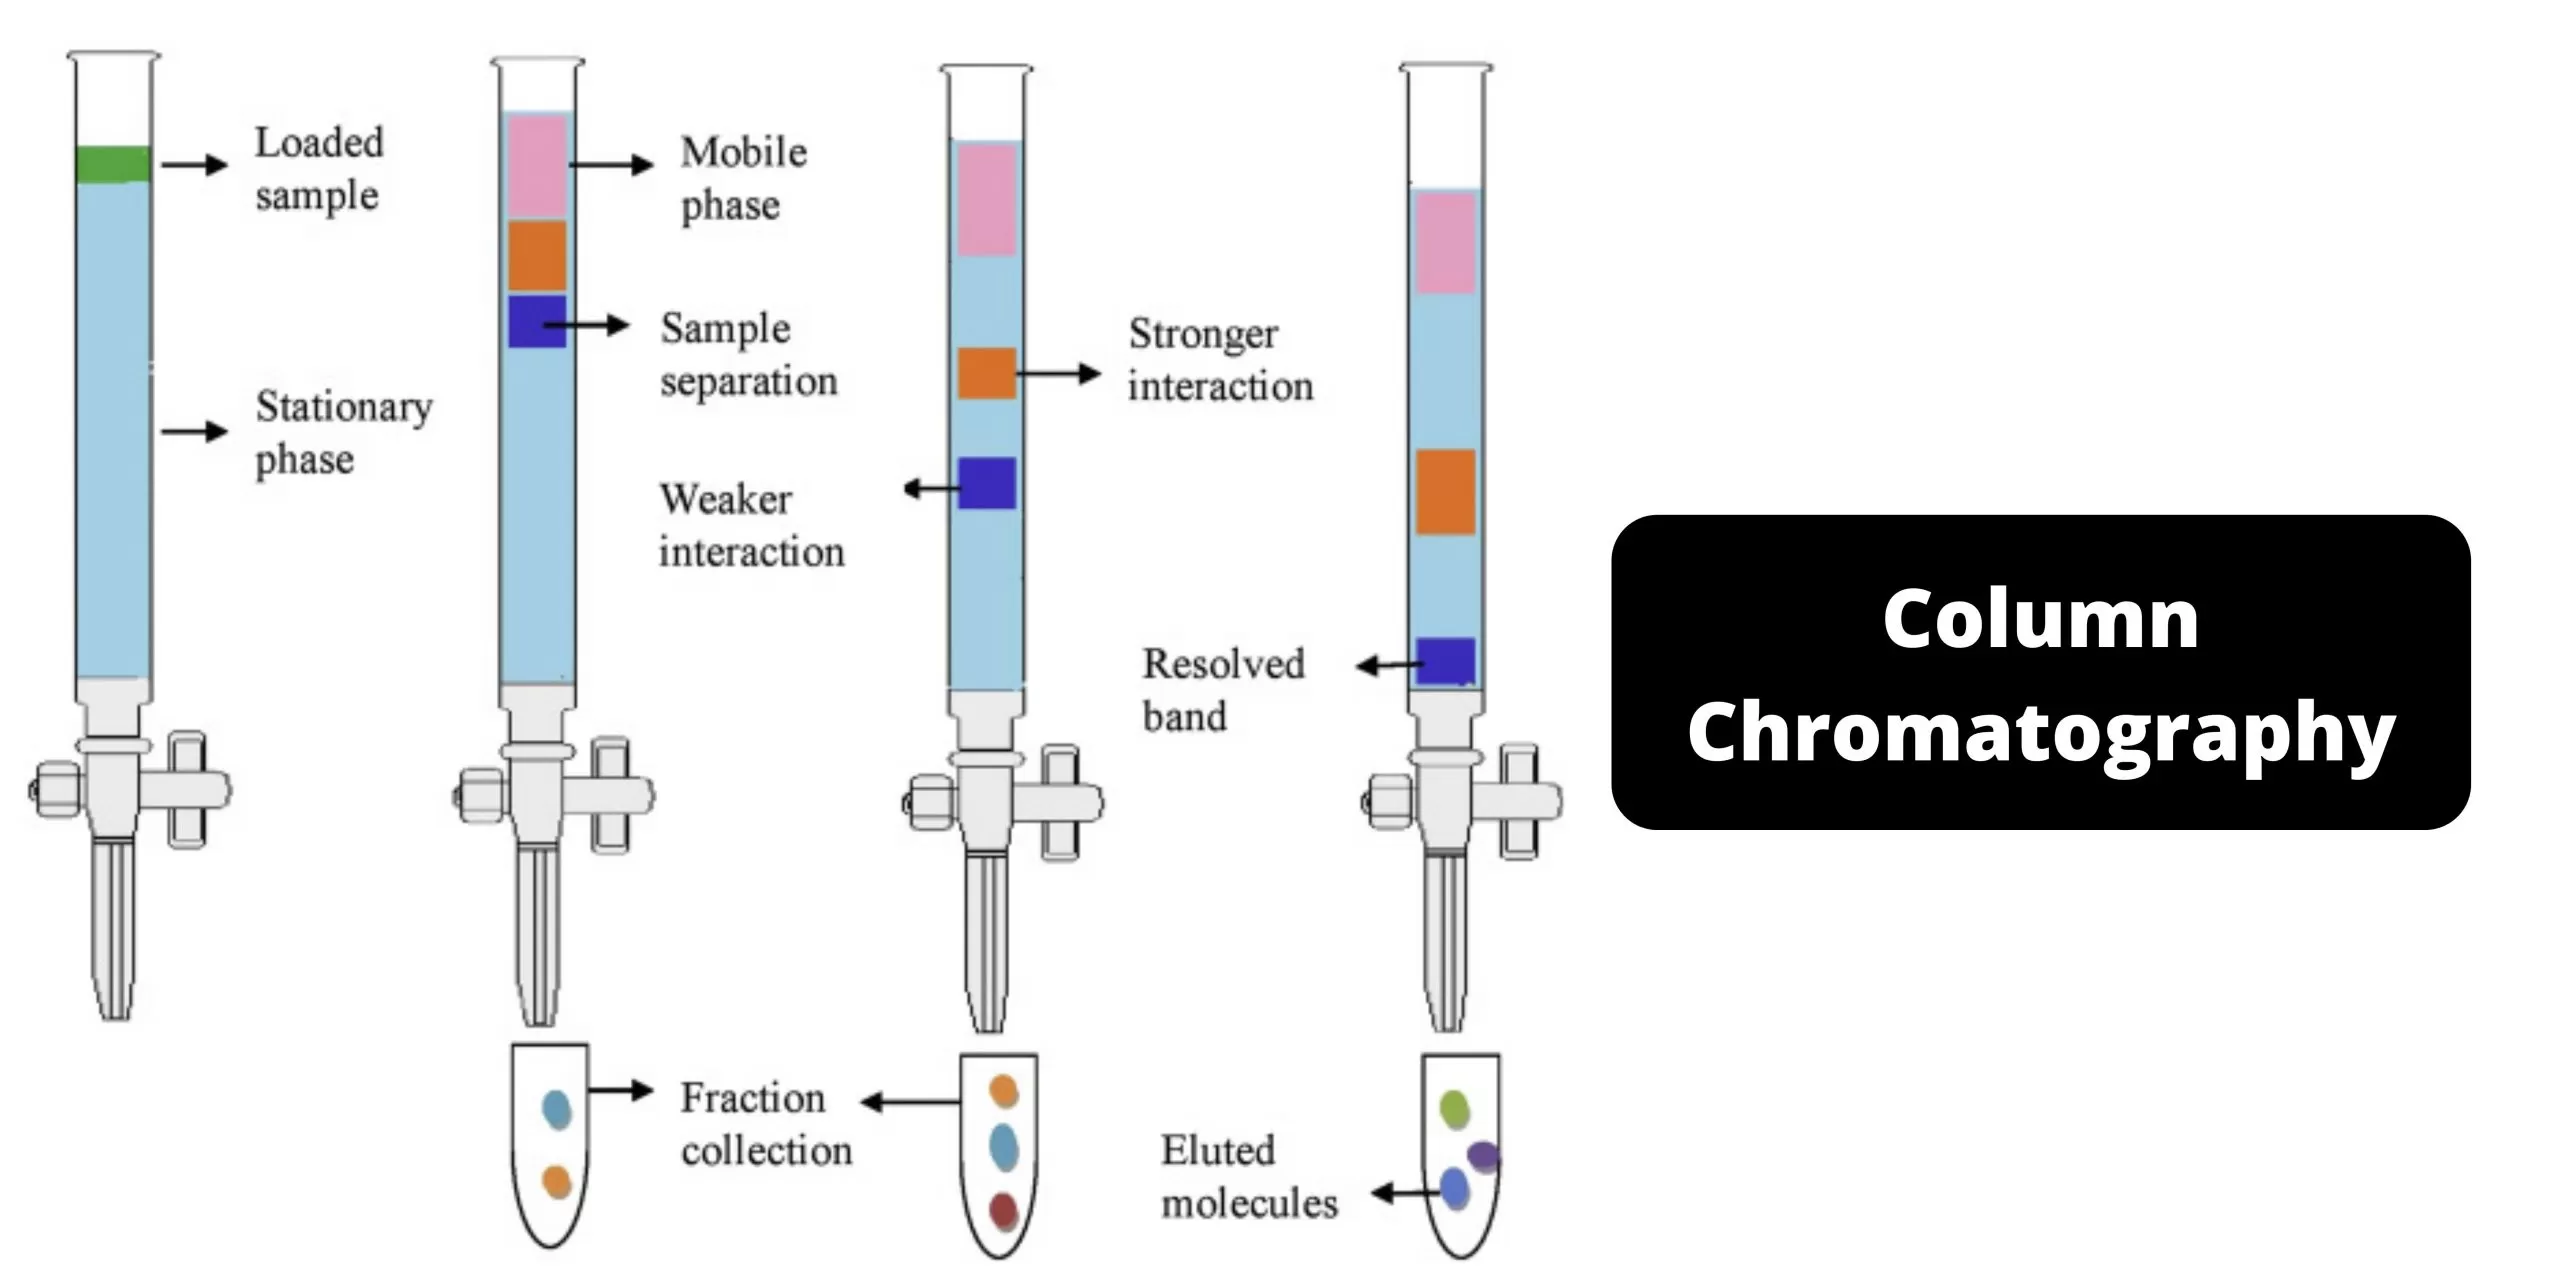 Loaded
sample
Stationary
phase
Mobile
phase
Sample
separation
Weaker
interaction
Fraction
collection
Stronger
interaction
Resolved
band
Eluted
molecules
Column
Chromatography